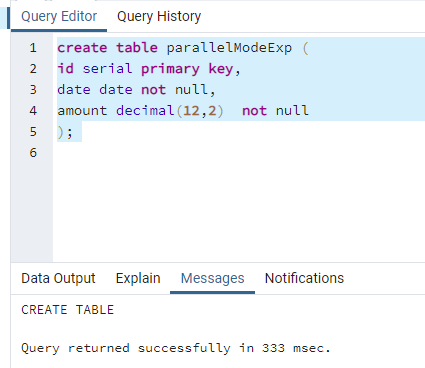 Query Editor Query History
1 create table parallelModeExp (
2 id serial primary key,
3 date date not null,
4 amount decimal(12,2)  not null
5 );
6
Data Output Explain Messages Notifications
CREATE TABLE
Query returned successfully in 333 msec.